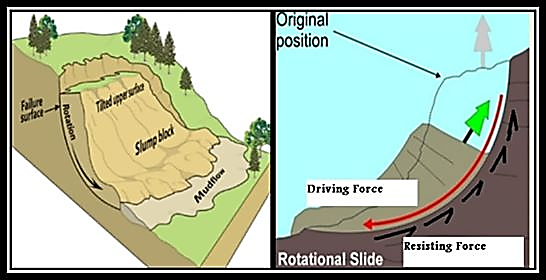 Failure
surface
Rotation
Tilted upper surface
Slump block
Mudflow
Original
position
Driving Force
Resisting Force
Rotational Slide